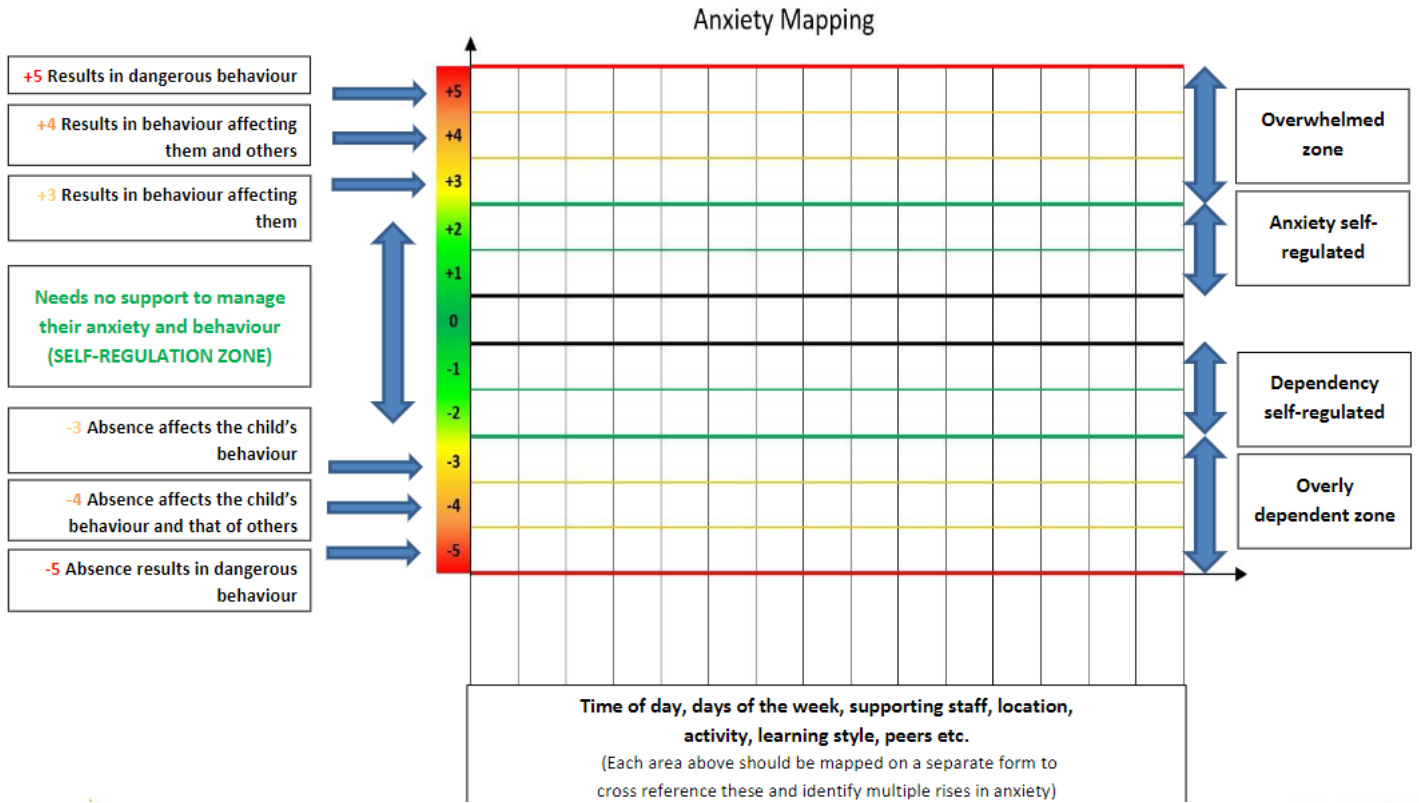 Anxiety Mapping
+5 Results in dangerous behaviour
+4 Results in behaviour affecting
them and others
+3 Results in behaviour affecting
them
Needs no support to manage
their anxiety and behaviour
(SELF-REGULATION ZONE)
-3 Absence affects the child’s
behaviour
-4 Absence affects the child’s
behaviour and that of others
-5 Absence results in dangerous
behaviour
+5
+4
+3
+2
+1
0
-1
-2
-3
-4
-5
Overwhelmed
zone
Anxiety self-
regulated
Dependency
self-regulated
Overly
dependent zone
Time of day, days of the week, supporting staff, location,
activity, learning style, peers etc.
(Each area above should be mapped on a separate form to
cross reference these and identify multiple rises in anxiety)